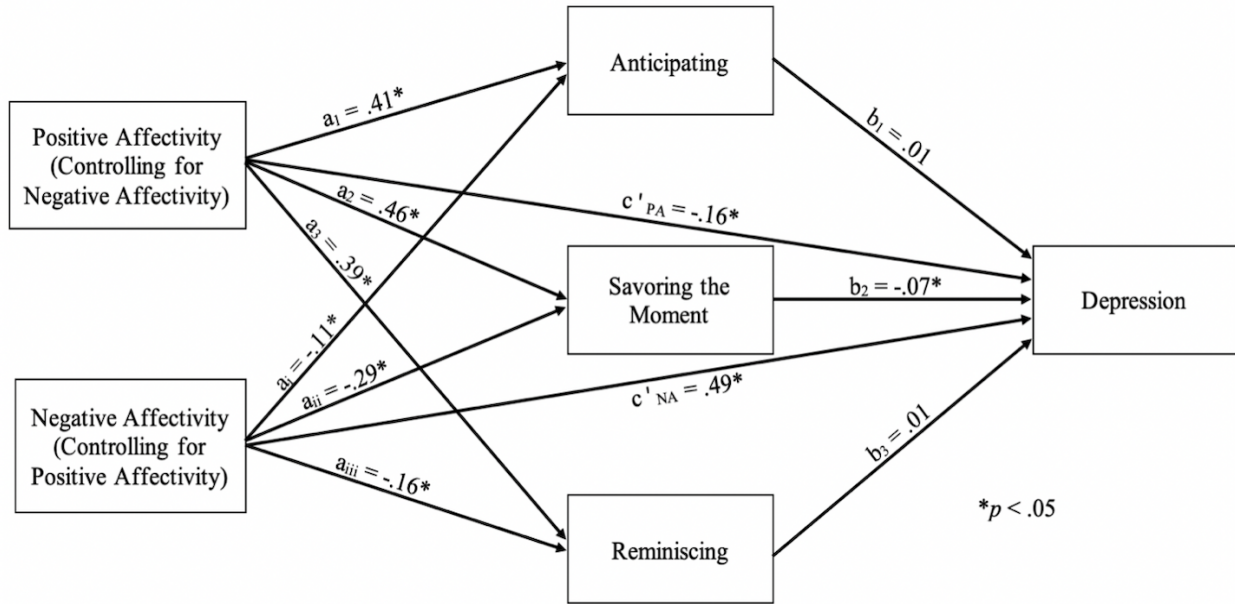 Anticipating
a₁ = .41*
b₁ = .01
Positive Affectivity
(Controlling for
Negative Affectivity)
a₂ = .46*
c'PA = -.16*
a₃ = .39*
Savoring the
Moment
b₂ = -.07*
Depression
aᵢ = -.11*
aᵢᵢ = -.29*
c'NA = .49*
Negative Affectivity
(Controlling for
Positive Affectivity)
b₃ = .01
aᵢᵢᵢ = -.16*
Reminiscing
*p < .05